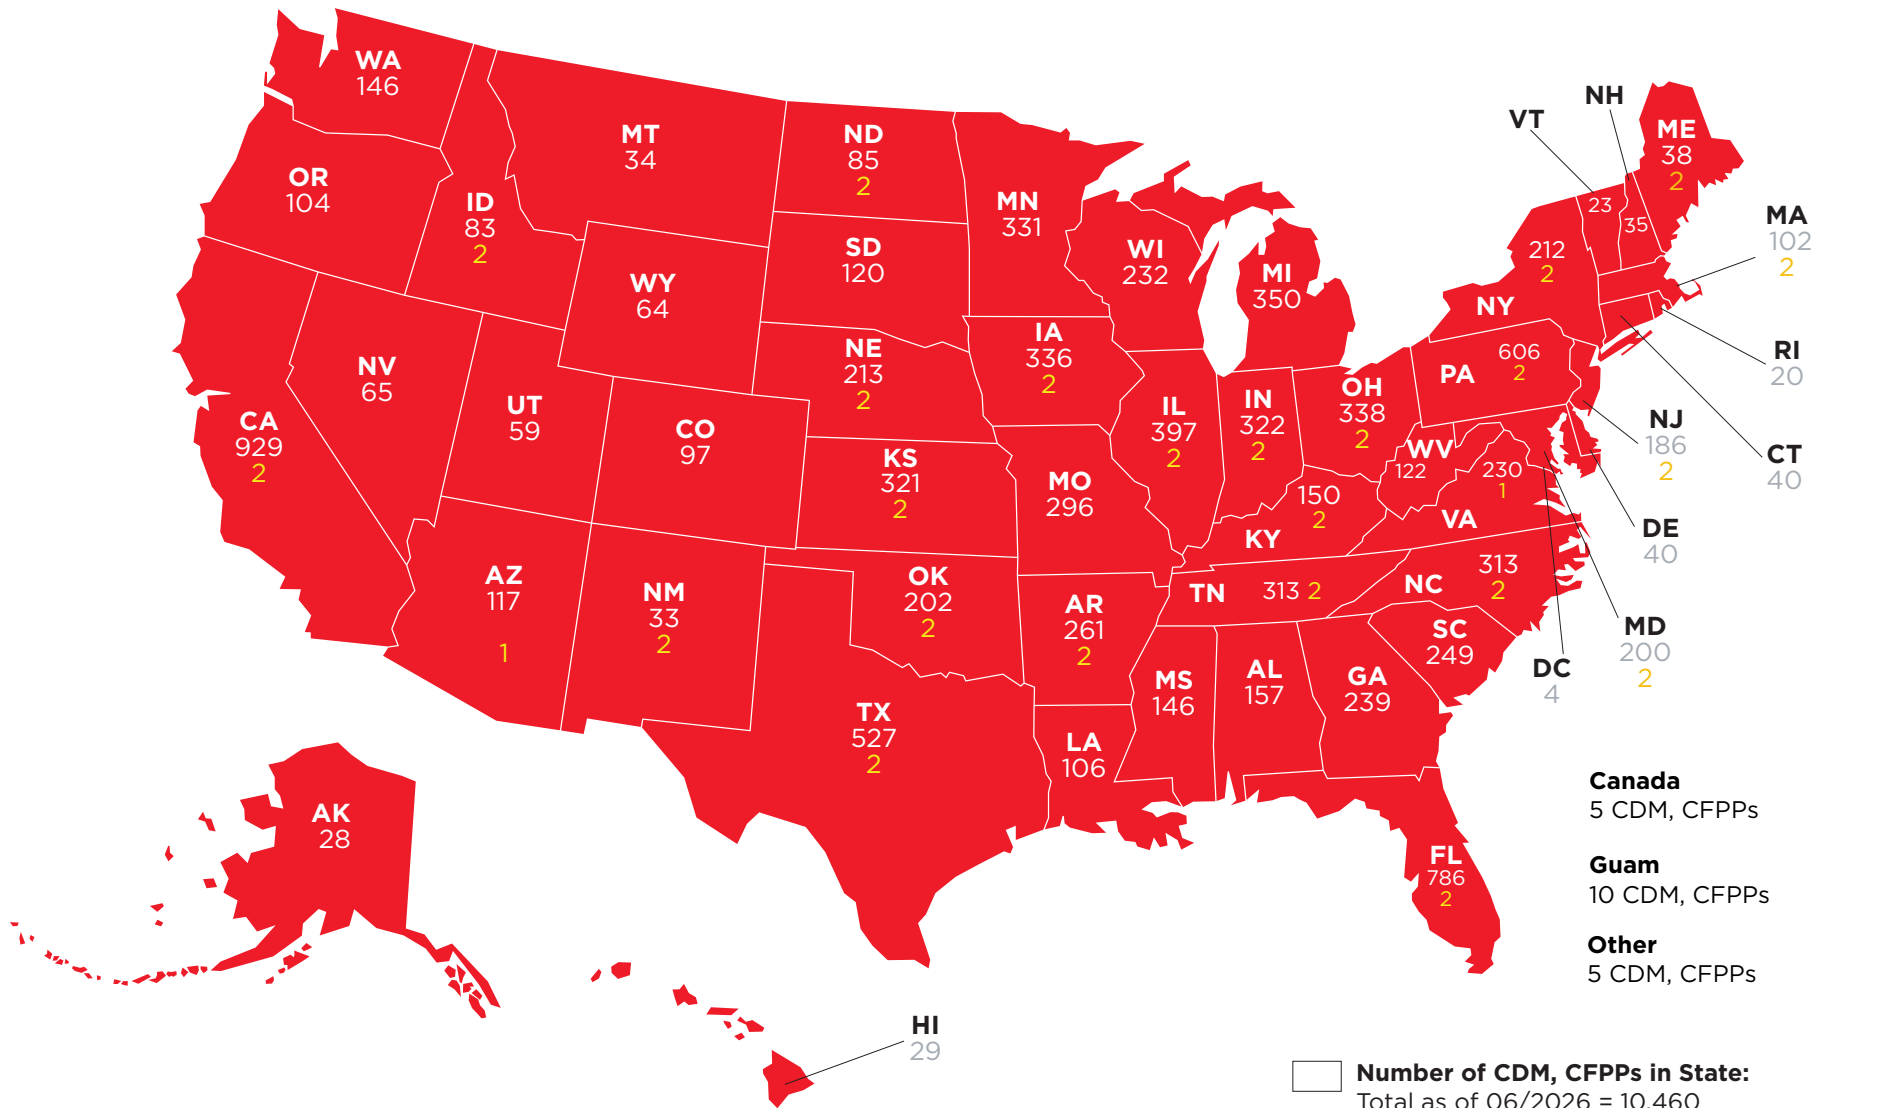 WA
146
OR
104
ID
83
2
MT
34
ND
85
2
MN
331
SD
120
WY
64
WI
232
MI
350
NV
65
UT
59
CO
97
NE
213
2
IA
336
2
CA
929
2
KS
321
2
MO
296
IL
397
2
IN
322
2
OH
338
2
PA
606
2
NY
212
2
VT
23
NH
35
ME
38
2
MA
102
2
RI
20
CT
40
NJ
186
2
DE
40
MD
200
2
DC
4
WV
122
VA
230
1
KY
150
2
TN
313 2
NC
313
2
SC
249
GA
239
AL
157
MS
146
LA
106
AR
261
2
OK
202
2
TX
527
2
NM
33
2
AZ
117
1
FL
786
2
AK
28
HI
29
Canada
5 CDM, CFPPs
Guam
10 CDM, CFPPs
Other
5 CDM, CFPPs
Number of CDM, CFPPs in State:
Total as of 06/2026 = 10,460